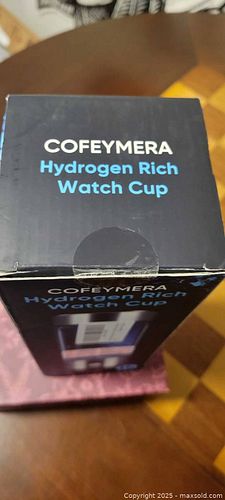 COFEYMERA
Hydrogen Rich
Watch Cup
COFEYMERA
Hydrogen Rich
Watch Cup
Copyright 2025 - maxsold.com